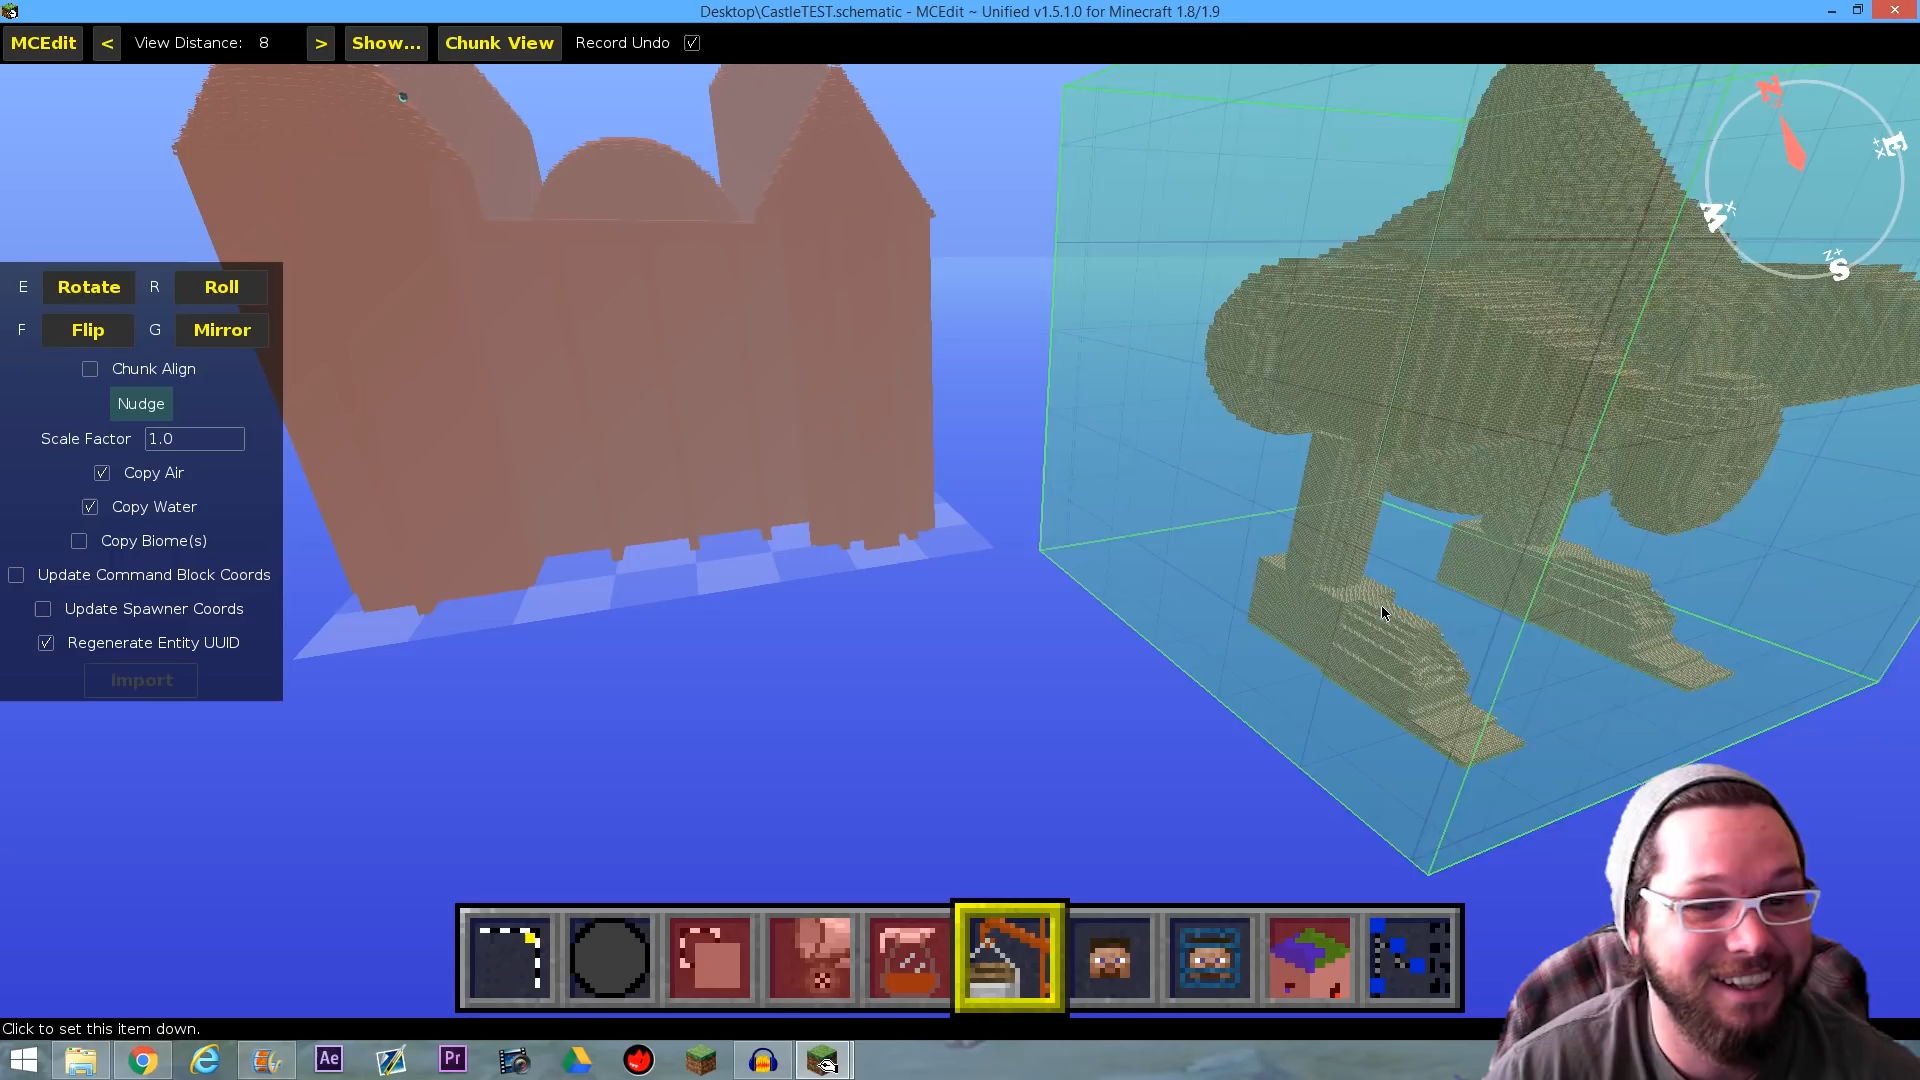 Desktop\CastleTEST.schematic - MCEdit ~ Unified v1.5.1.0 for Minecraft 1.8/1.9
MCEdit < View Distance: 8 > Show... Chunk View Record Undo
N
E
+X
W
X+
Z+
S
E Rotate R Roll
F Flip G Mirror
Chunk Align
Nudge
Scale Factor 1.0
Copy Air
Copy Water
Copy Biome(s)
Update Command Block Coords
Update Spawner Coords
Regenerate Entity UUID
Import
Click to set this item down.
Ae Pr